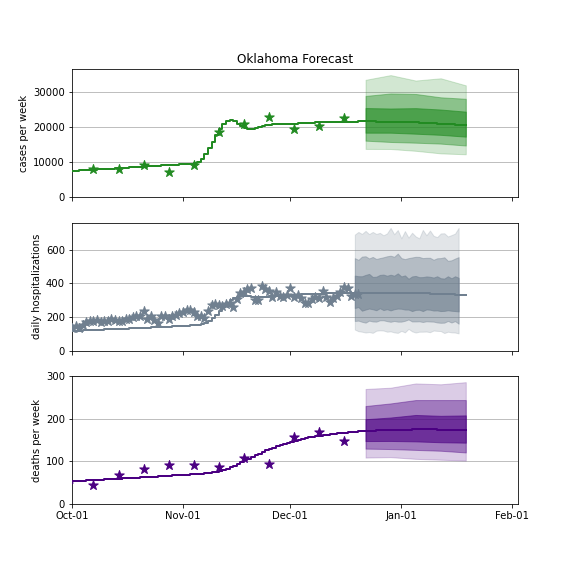 Oklahoma Forecast
cases per week
30000
20000
10000
0
daily hospitalizations
600
400
200
0
deaths per week
300
200
100
0
Oct-01 Nov-01 Dec-01 Jan-01 Feb-01